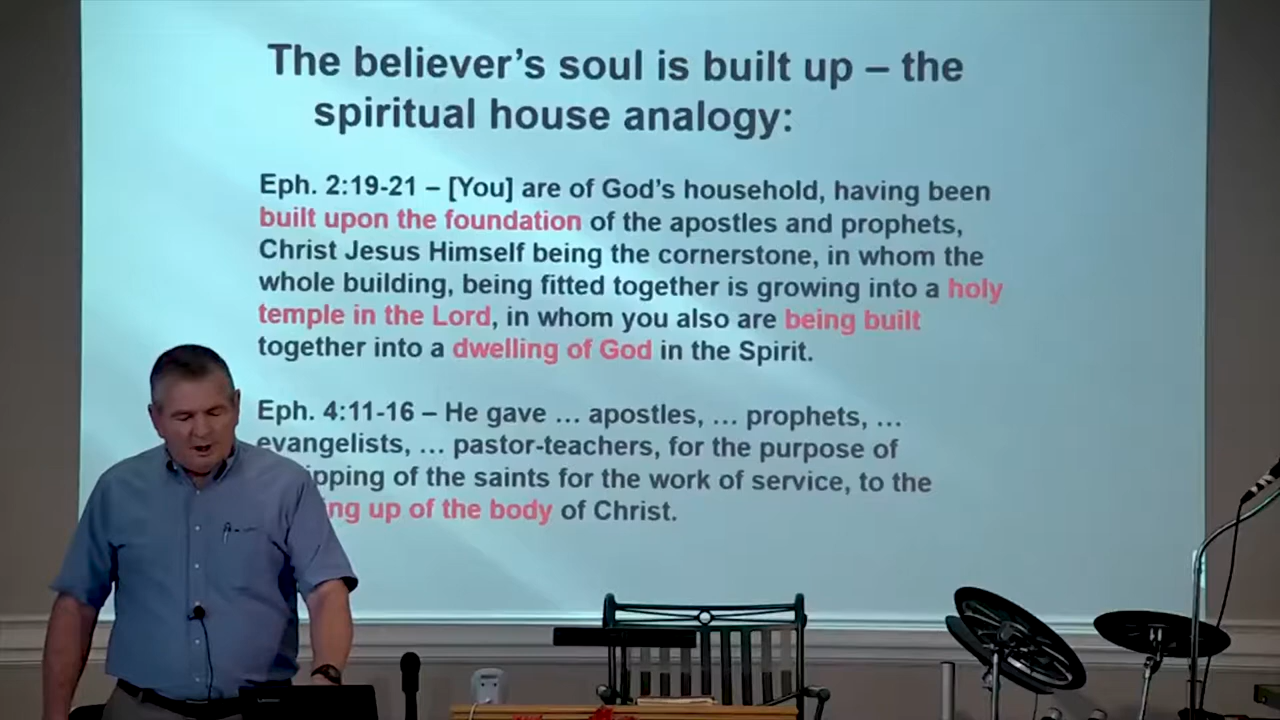 The believer's soul is built up – the
spiritual house analogy:
Eph. 2:19-21 – [You] are of God's household, having been
built upon the foundation of the apostles and prophets,
Christ Jesus Himself being the cornerstone, in whom the
whole building, being fitted together is growing into a holy
temple in the Lord, in whom you also are being built
together into a dwelling of God in the Spirit.
Eph. 4:11-16 – He gave … apostles, … prophets, …
evangelists, … pastor-teachers, for the purpose of
of the saints for the work of service, to the
up of the body of Christ.